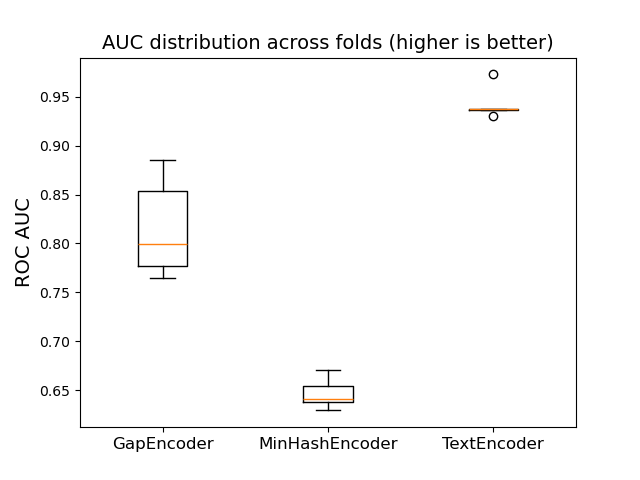 AUC distribution across folds (higher is better)
ROC AUC
0.95
0.90
0.85
0.80
0.75
0.70
0.65
GapEncoder MinHashEncoder TextEncoder